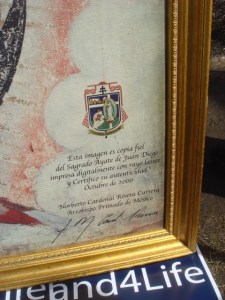 Esta imagen es copia fiel
del Sagrado Ayate de Juan Diego
impresa digitalmente con rayo laser
y Certifico su autenticidad.
Octubre de 2000
Norberto Cardenal Rivera Carrera
Arzobispo Primado de México
and4Life